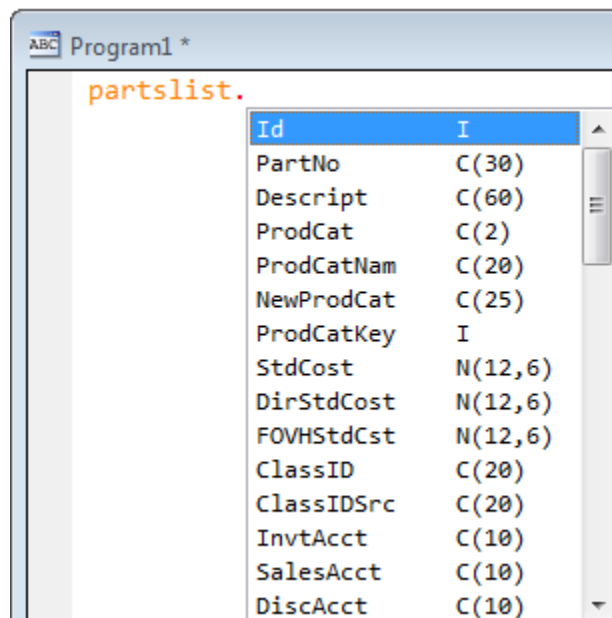 ABC Program1 *
partslist.
Id I
PartNo C(30)
Descript C(60)
ProdCat C(2)
ProdCatNam C(20)
NewProdCat C(25)
ProdCatKey I
StdCost N(12,6)
DirStdCost N(12,6)
FOVHStdCst N(12,6)
ClassID C(20)
ClassIDSrc C(20)
InvtAcct C(10)
SalesAcct C(10)
DiscAcct C(10)